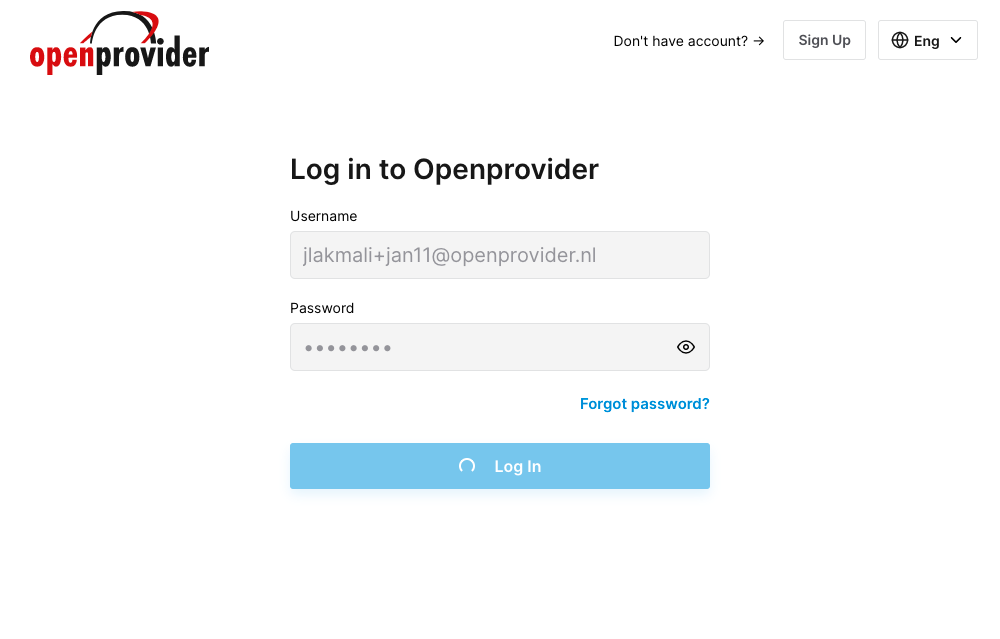 openprovider
Don't have account? →
Sign Up
Eng
Log in to Openprovider
Username
jlakmali+jan11@openprovider.nl
Password
••••••••
Forgot password?
Log In